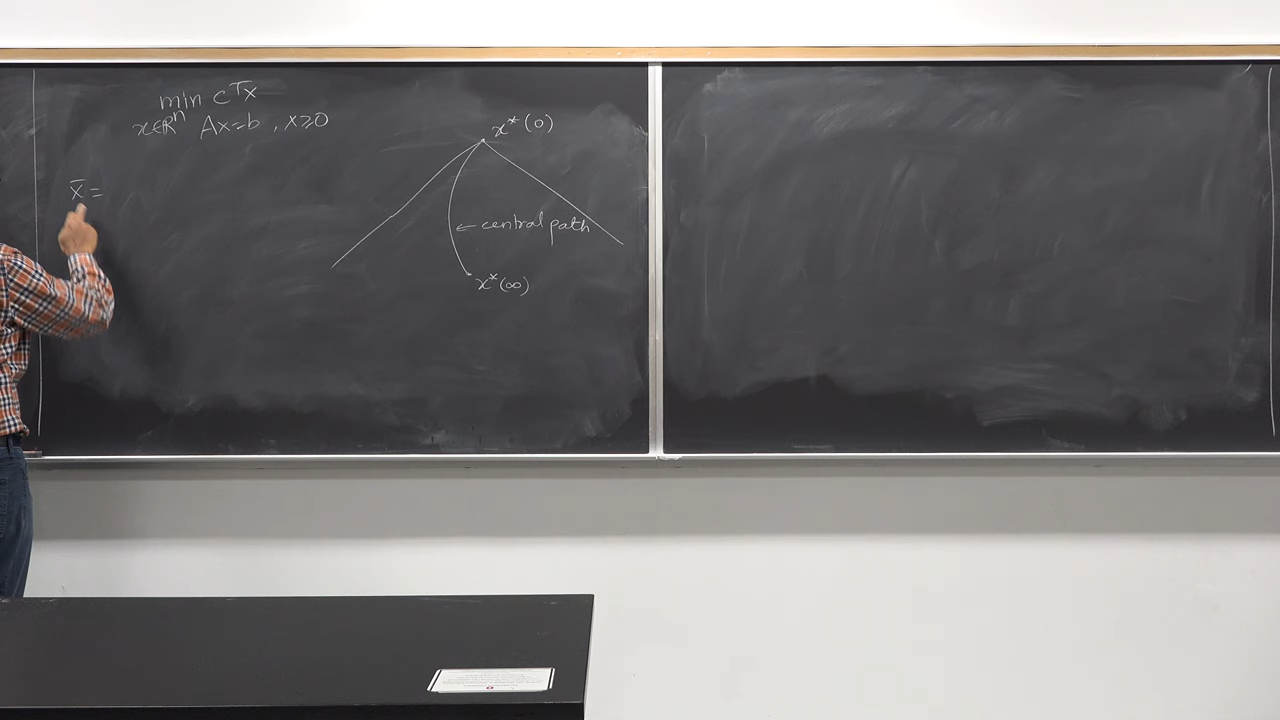 min cᵀx
x∈ℝⁿ Ax=b , x≥0
x*(0)
x̄ =
← central path
x*(∞)